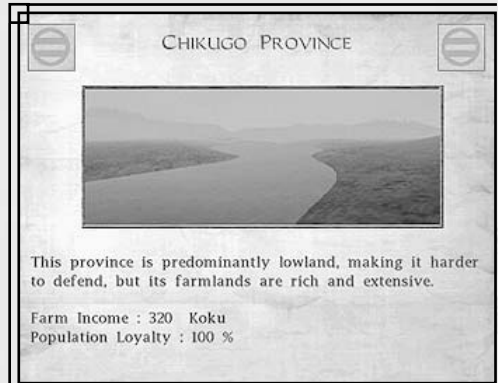 Chikugo Province
This province is predominantly lowland, making it harder
to defend, but its farmlands are rich and extensive.
Farm Income : 320 Koku
Population Loyalty : 100 %